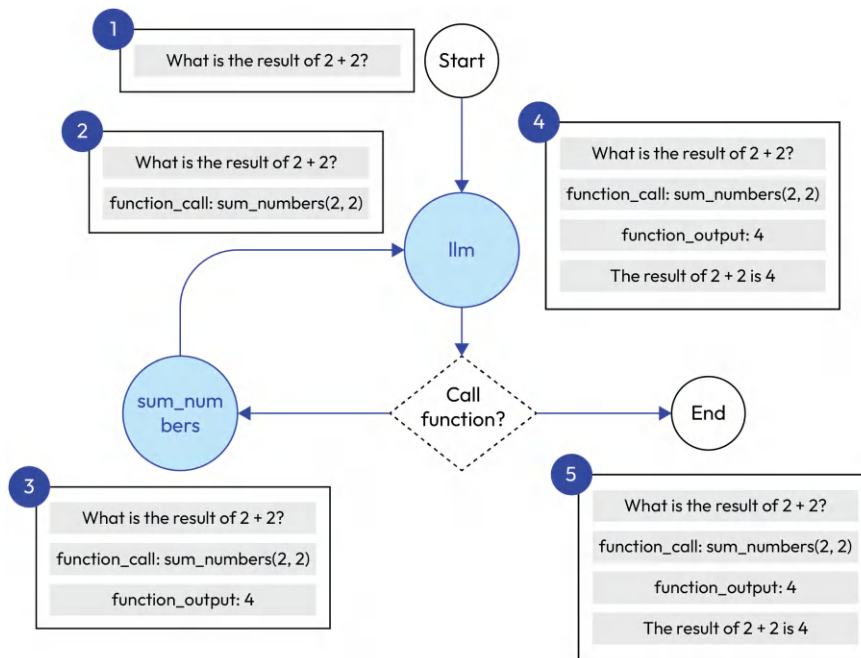 1
What is the result of 2 + 2?
Start
2
What is the result of 2 + 2?
function_call: sum_numbers(2, 2)
4
What is the result of 2 + 2?
function_call: sum_numbers(2, 2)
function_output: 4
The result of 2 + 2 is 4
llm
sum_num
bers
Call
function?
End
3
What is the result of 2 + 2?
function_call: sum_numbers(2, 2)
function_output: 4
5
What is the result of 2 + 2?
function_call: sum_numbers(2, 2)
function_output: 4
The result of 2 + 2 is 4